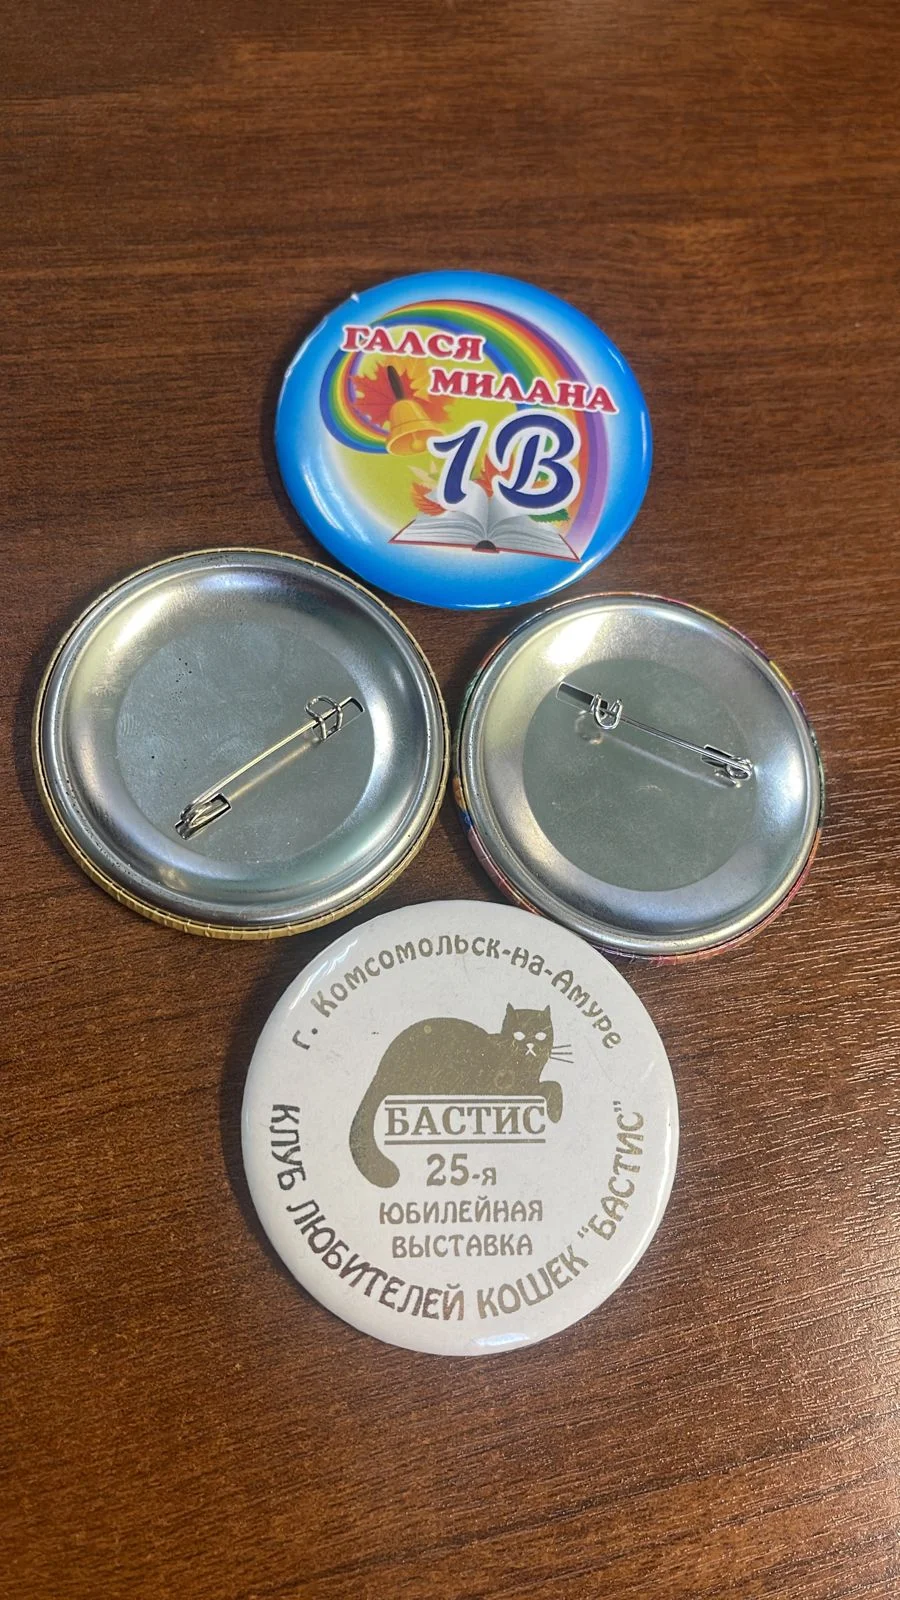 ГАЛСЯ
МИЛАНА
1В
г. Комсомольск-на-Амуре
БАСТИС
25-я
ЮБИЛЕЙНАЯ
ВЫСТАВКА
КЛУБ ЛЮБИТЕЛЕЙ КОШЕК "БАСТИС"